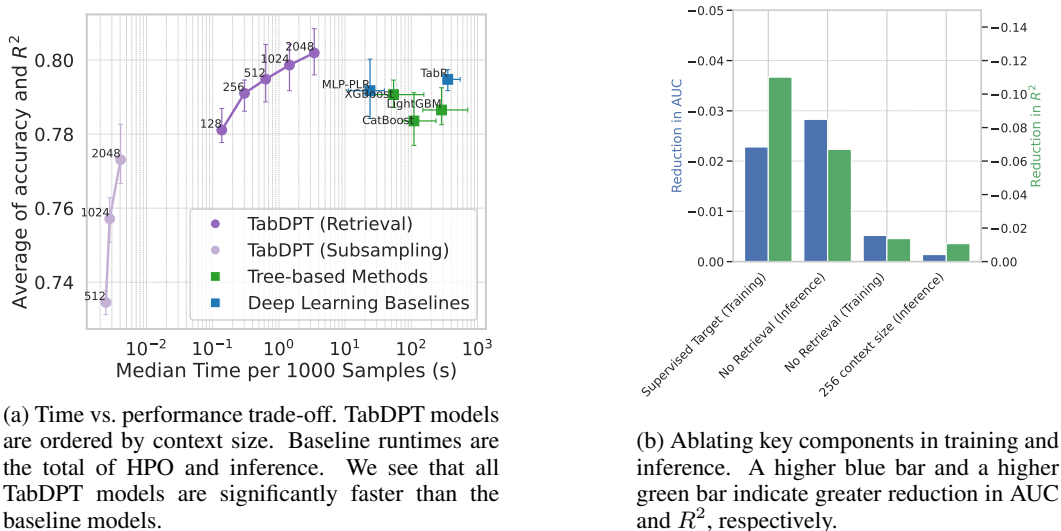 Average of accuracy and R²
0.80
0.78
0.76
0.74
128
256
512
1024
2048
2048
1024
512
MLP-PLR
XGBoost
TabR
LightGBM
CatBoost
TabDPT (Retrieval)
TabDPT (Subsampling)
Tree-based Methods
Deep Learning Baselines
10⁻² 10⁻¹ 10⁰ 10¹ 10² 10³
Median Time per 1000 Samples (s)
(a) Time vs. performance trade-off. TabDPT models
are ordered by context size. Baseline runtimes are
the total of HPO and inference. We see that all
TabDPT models are significantly faster than the
baseline models.
Reduction in AUC
−0.05
−0.04
−0.03
−0.02
−0.01
0.00
−0.14
−0.12
−0.10
−0.08
−0.06
−0.04
−0.02
0.00
Reduction in R²
Supervised Target (Training)
No Retrieval (Inference)
No Retrieval (Training)
256 context size (Inference)
(b) Ablating key components in training and
inference. A higher blue bar and a higher
green bar indicate greater reduction in AUC
and R², respectively.